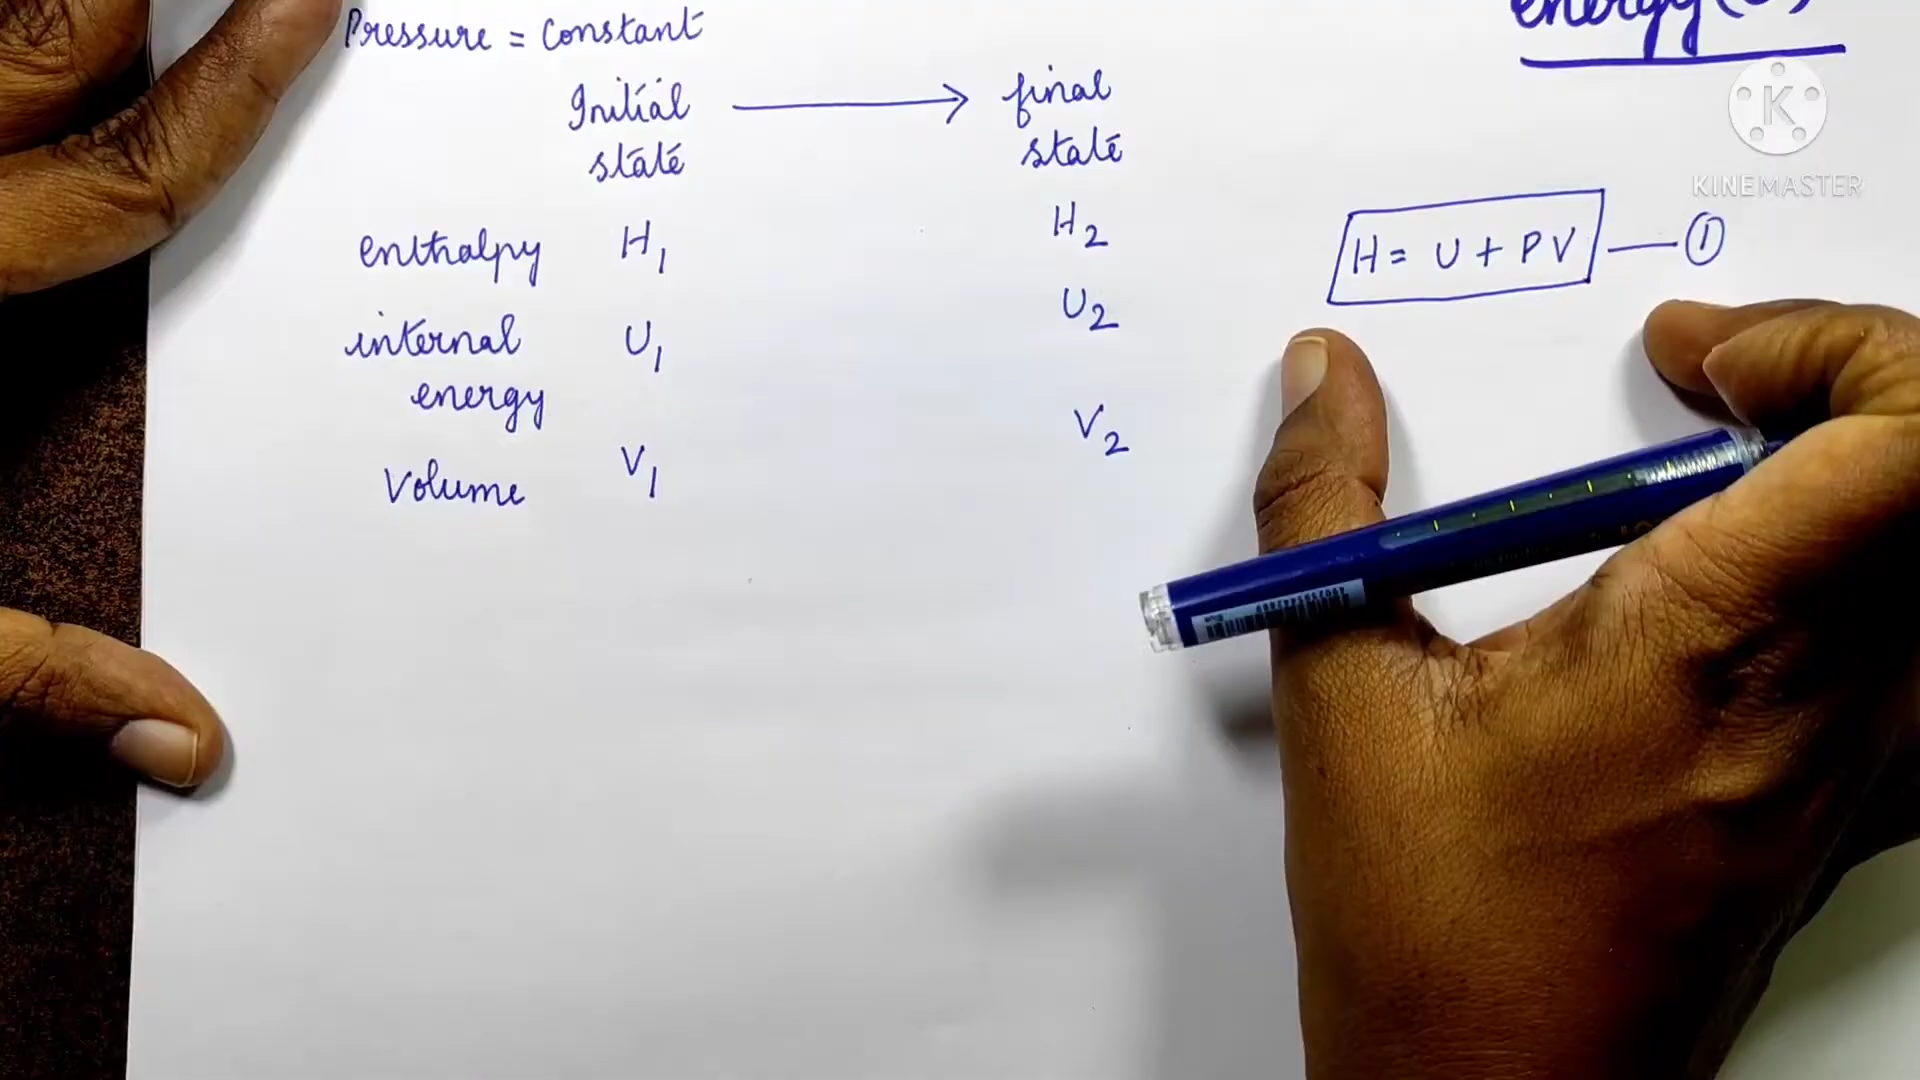 energy (
Pressure = Constant
Initial state → final state
enthalpy H₁ H₂
internal energy U₁ U₂
Volume V₁ V₂
H = U + PV — ①
K
KINEMASTER